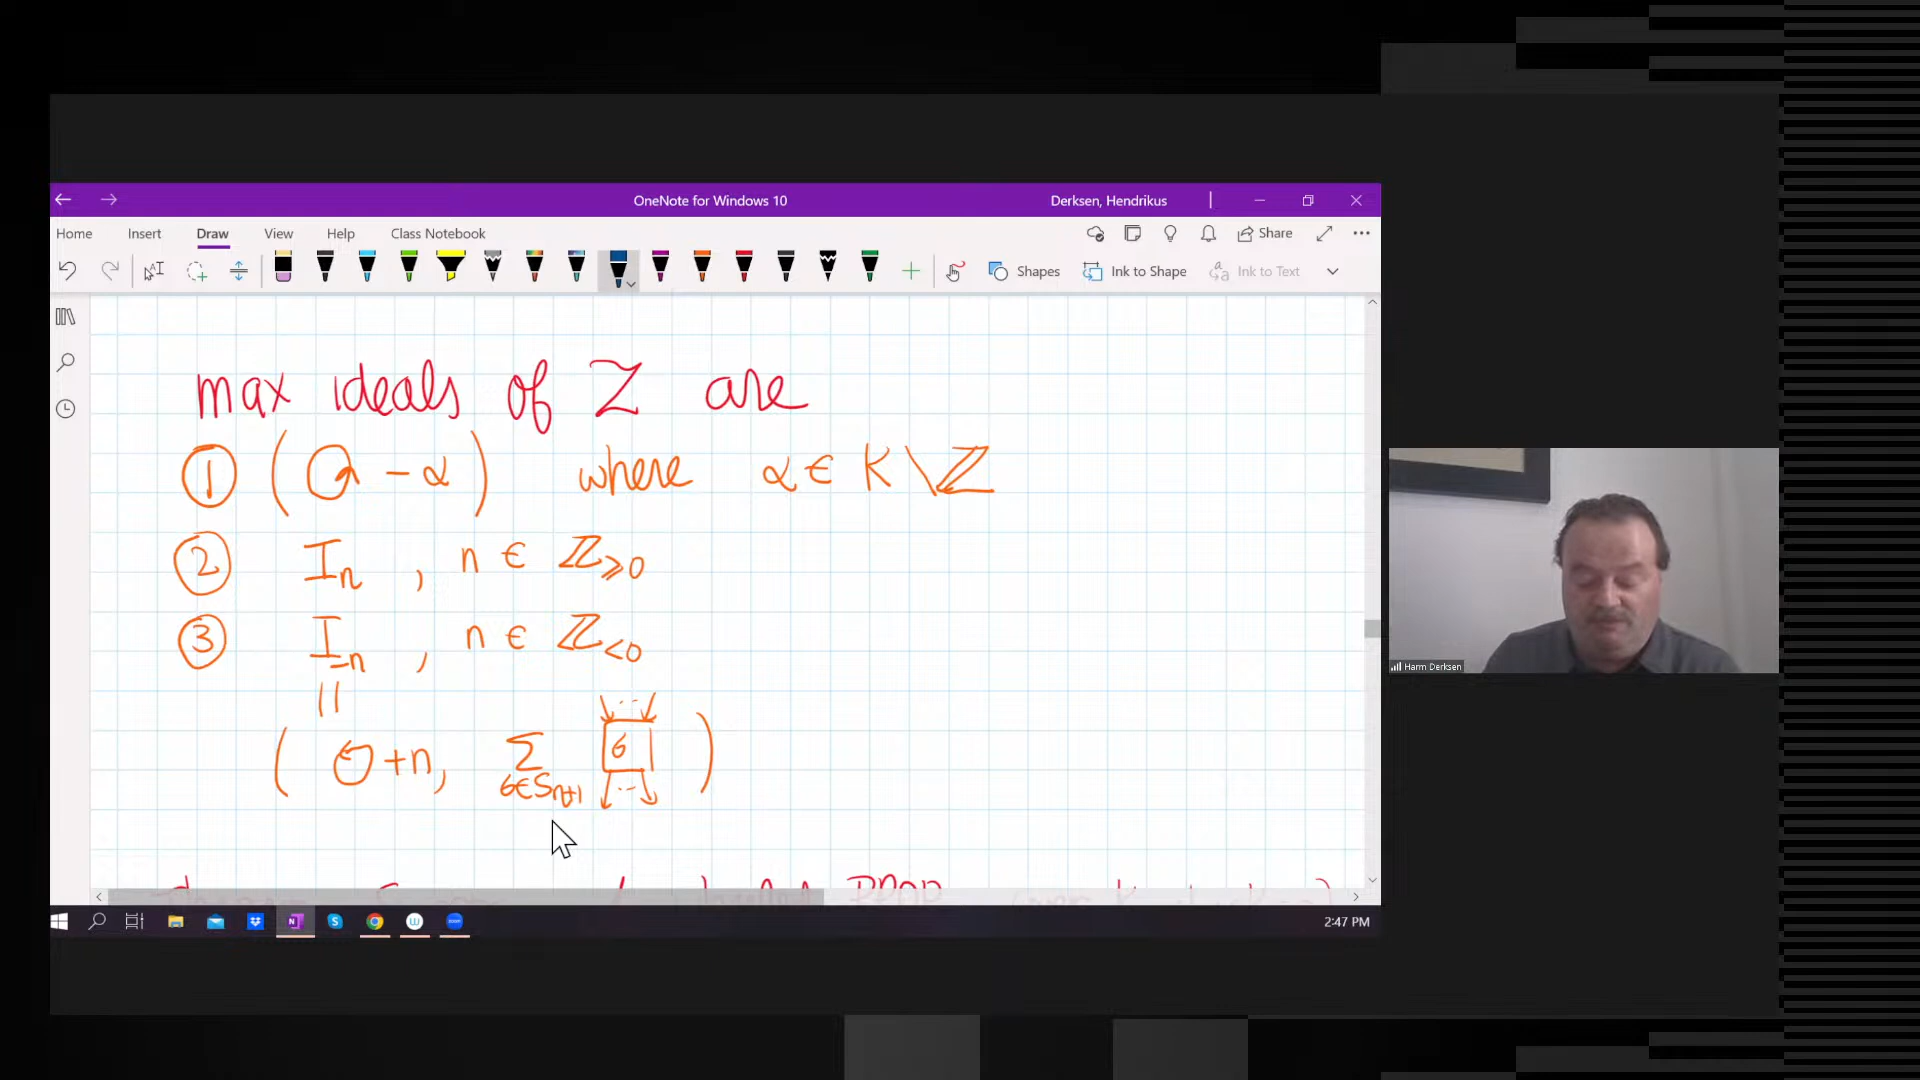 OneNote for Windows 10
Derksen, Hendrikus
Home Insert Draw View Help Class Notebook
Share
Shapes Ink to Shape Ink to Text
max ideals of Z are
① (↻ - α) where α ∈ K \ ℤ
② Iₙ , n ∈ ℤ≥0
③ I₋ₙ , n ∈ ℤ<0
||
( ↻ + n, Σ_{σ∈Sₙ₊₁} σ )
Harm Derksen
2:47 PM